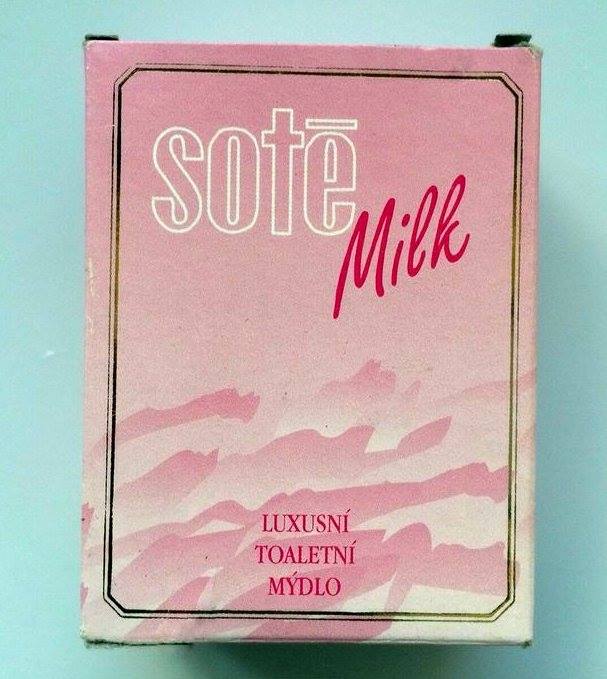 sotē
Milk
LUXUSNÍ
TOALETNÍ
MÝDLO